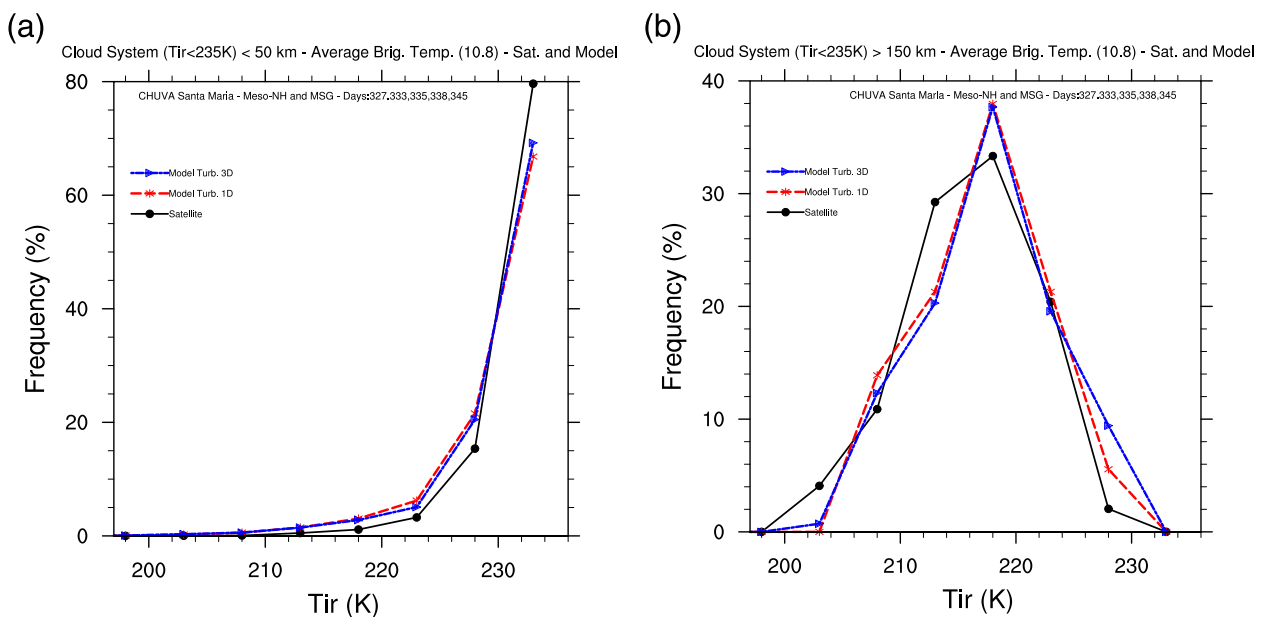 (a)
Cloud System (Tir<235K) < 50 km - Average Brig. Temp. (10.8) - Sat. and Model
CHUVA Santa Maria - Meso-NH and MSG - Days:327.333,335,338,345
Model Turb. 3D
Model Turb. 1D
Satellite
80
60
40
20
0
Frequency (%)
200 210 220 230
Tir (K)
(b)
Cloud System (Tir<235K) > 150 km - Average Brig. Temp. (10.8) - Sat. and Model
CHUVA Santa Maria - Meso-NH and MSG - Days:327.333,335,338,345
Model Turb. 3D
Model Turb. 1D
Satellite
40
30
20
10
0
Frequency (%)
200 210 220 230
Tir (K)